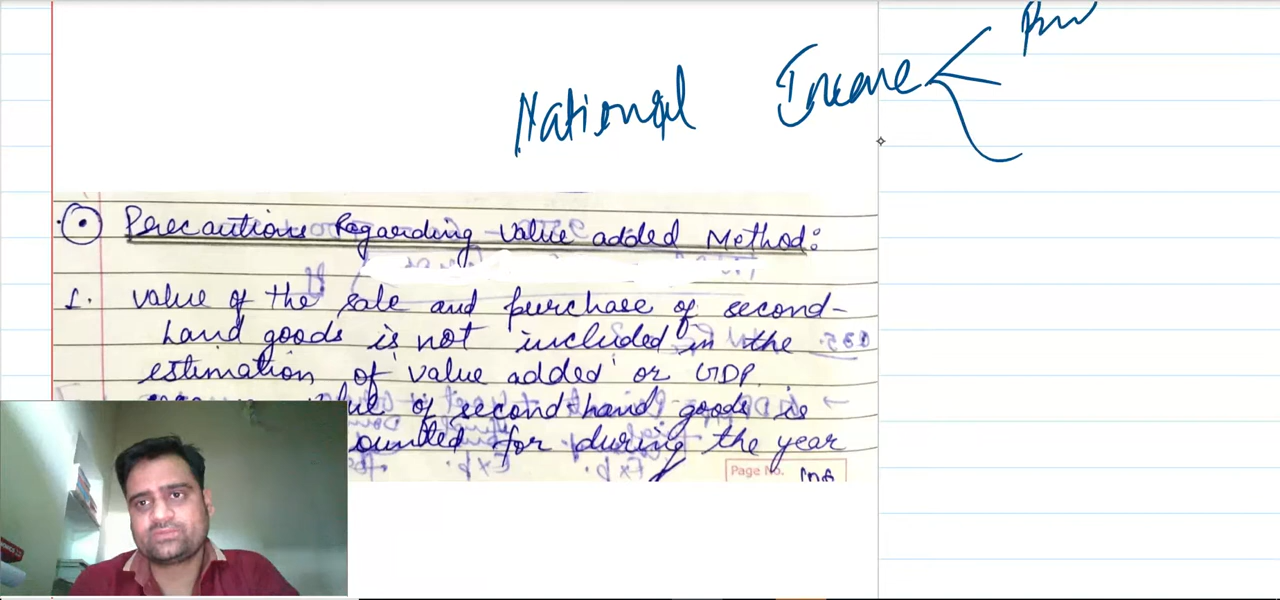 National Income
Precautions Regarding Value added Method:
1. Value of the sale and purchase of second-
hand goods is not included in the
estimation of value added or GDP.
of second-hand goods is
ounted for during the year
Page No.